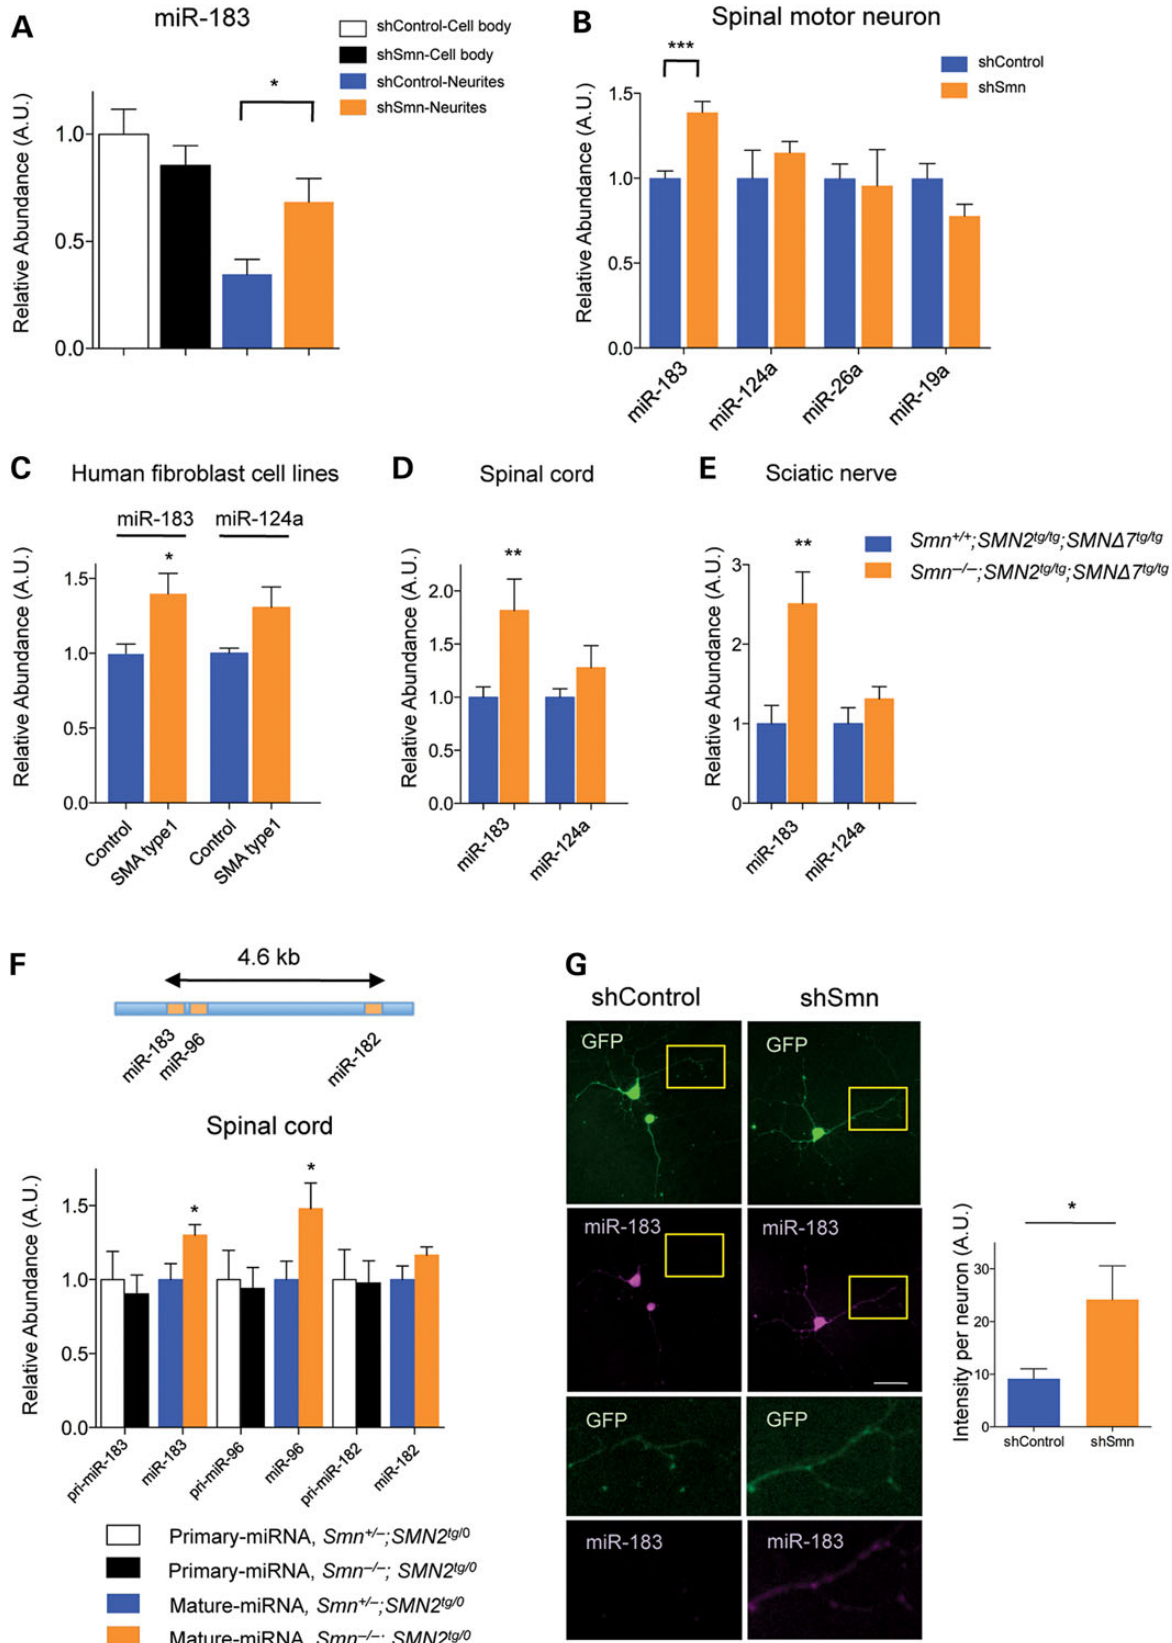 A
miR-183
shControl-Cell body
shSmn-Cell body
shControl-Neurites
shSmn-Neurites
*
Relative Abundance (A.U.)
1.0
0.5
0.0
B
Spinal motor neuron
shControl
shSmn
***
Relative Abundance (A.U.)
1.5
1.0
0.5
0.0
miR-183
miR-124a
miR-26a
miR-19a
C
Human fibroblast cell lines
miR-183
miR-124a
*
Relative Abundance (A.U.)
1.5
1.0
0.5
0.0
Control
SMA type1
Control
SMA type1
D
Spinal cord
**
Relative Abundance (A.U.)
2.0
1.5
1.0
0.5
0.0
miR-183
miR-124a
E
Sciatic nerve
Smn+/+;SMN2tg/tg;SMNΔ7tg/tg
Smn–/–;SMN2tg/tg;SMNΔ7tg/tg
**
Relative Abundance (A.U.)
3
2
1
0
miR-183
miR-124a
F
4.6 kb
miR-183
miR-96
miR-182
Spinal cord
*
*
Relative Abundance (A.U.)
1.5
1.0
0.5
0.0
pri-miR-183
miR-183
pri-miR-96
miR-96
pri-miR-182
miR-182
Primary-miRNA, Smn+/–;SMN2tg/0
Primary-miRNA, Smn–/–; SMN2tg/0
Mature-miRNA, Smn+/–;SMN2tg/0
Mature-miRNA, Smn–/–; SMN2tg/0
G
shControl
shSmn
GFP
GFP
miR-183
miR-183
GFP
GFP
miR-183
miR-183
*
Intensity per neuron (A.U.)
30
20
10
0
shControl
shSmn